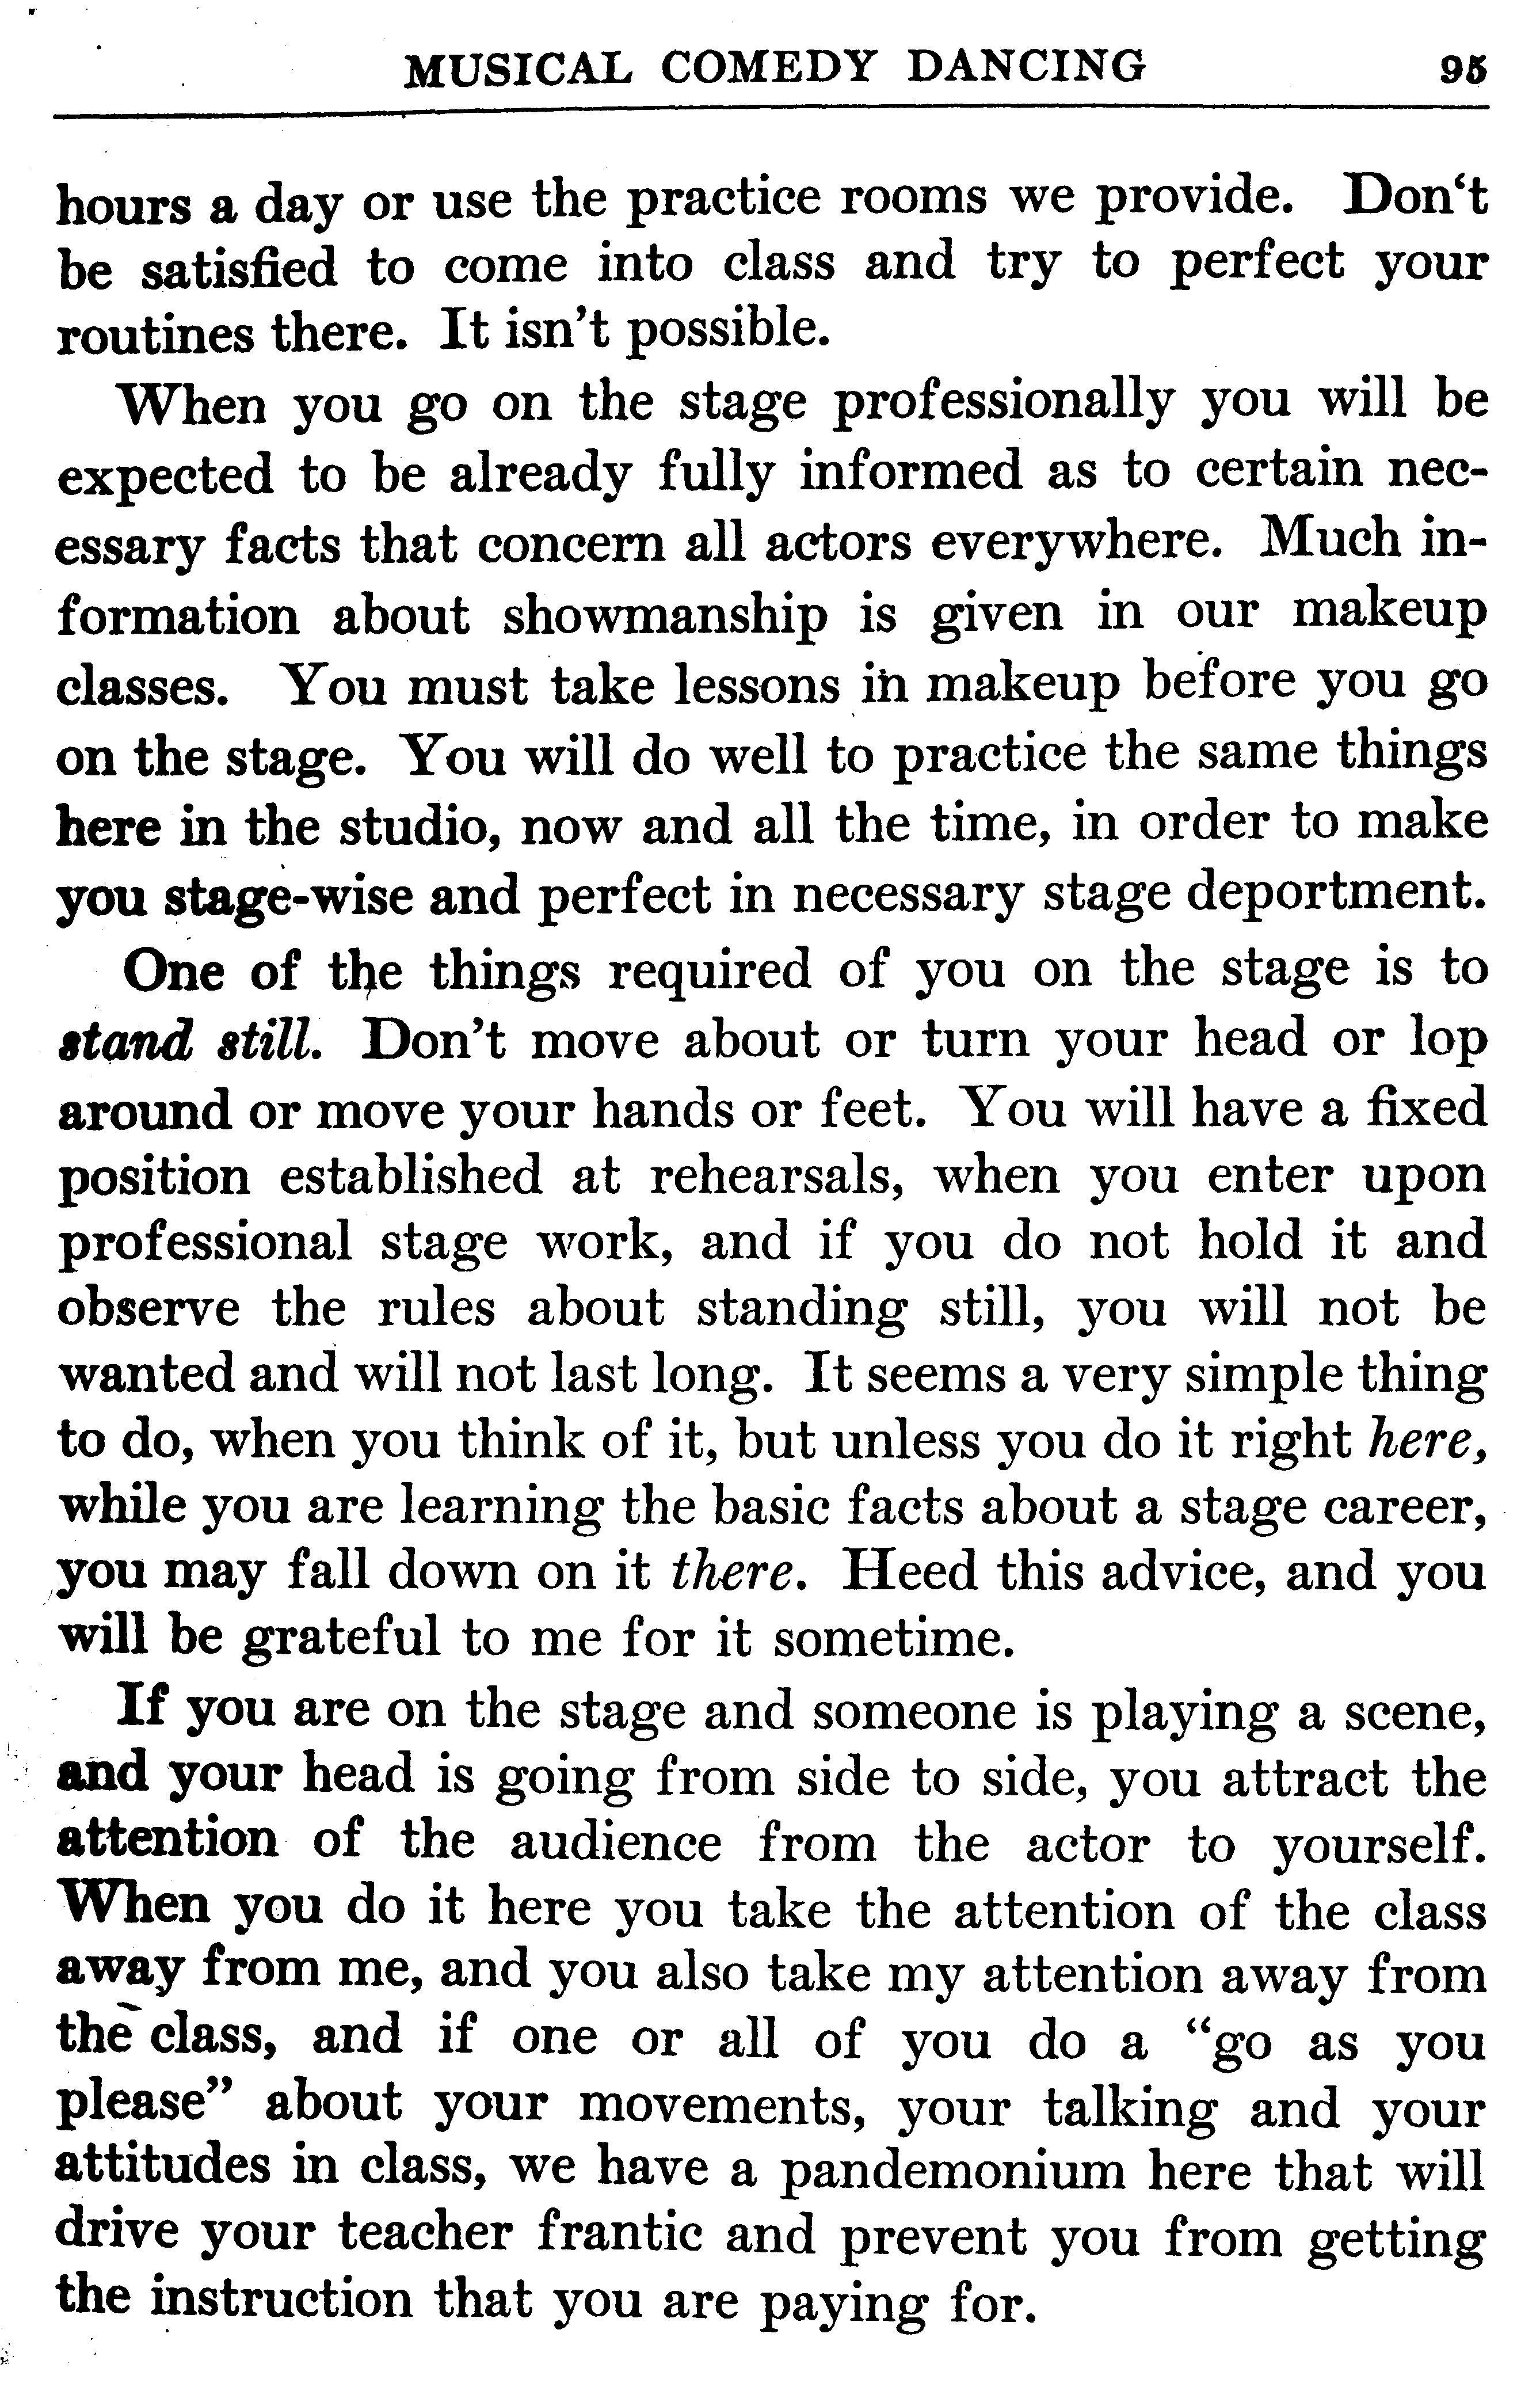 MUSICAL COMEDY DANCING 95
hours a day or use the practice rooms we provide. Don‘t
be satisfied to come into class and try to perfect your
routines there. It isn't possible.
When you go on the stage professionally you will be
expected to be already fully informed as to certain nec-
essary facts that concern all actors everywhere. Much in-
formation about showmanship is given in our makeup
classes. You must take lessons in makeup before you go
on the stage. You will do well to practice the same things
here in the studio, now and all the time, in order to make
you stage-wise and perfect in necessary stage deportment.
One of the things required of you on the stage is to
stand still. Don't move about or turn your head or lop
around or move your hands or feet. You will have a fixed
position established at rehearsals, when you enter upon
professional stage work, and if you do not hold it and
observe the rules about standing still, you will not be
wanted and will not last long. It seems a very simple thing
to do, when you think of it, but unless you do it right here,
while you are learning the basic facts about a stage career,
you may fall down on it there. Heed this advice, and you
will be grateful to me for it sometime.
If you are on the stage and someone is playing a scene,
and your head is going from side to side, you attract the
attention of the audience from the actor to yourself.
When you do it here you take the attention of the class
away from me, and you also take my attention away from
the class, and if one or all of you do a “go as you
please” about your movements, your talking and your
attitudes in class, we have a pandemonium here that will
drive your teacher frantic and prevent you from getting
the instruction that you are paying for.